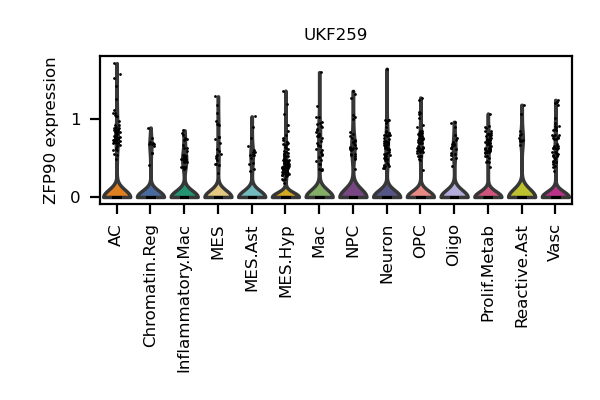 UKF259
ZFP90 expression
1
0
AC
Chromatin.Reg
Inflammatory.Mac
MES
MES.Ast
MES.Hyp
Mac
NPC
Neuron
OPC
Oligo
Prolif.Metab
Reactive.Ast
Vasc